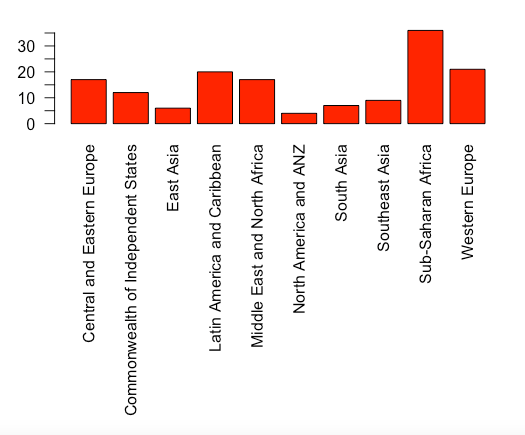 30
20
10
0
Central and Eastern Europe
Commonwealth of Independent States
East Asia
Latin America and Caribbean
Middle East and North Africa
North America and ANZ
South Asia
Southeast Asia
Sub-Saharan Africa
Western Europe